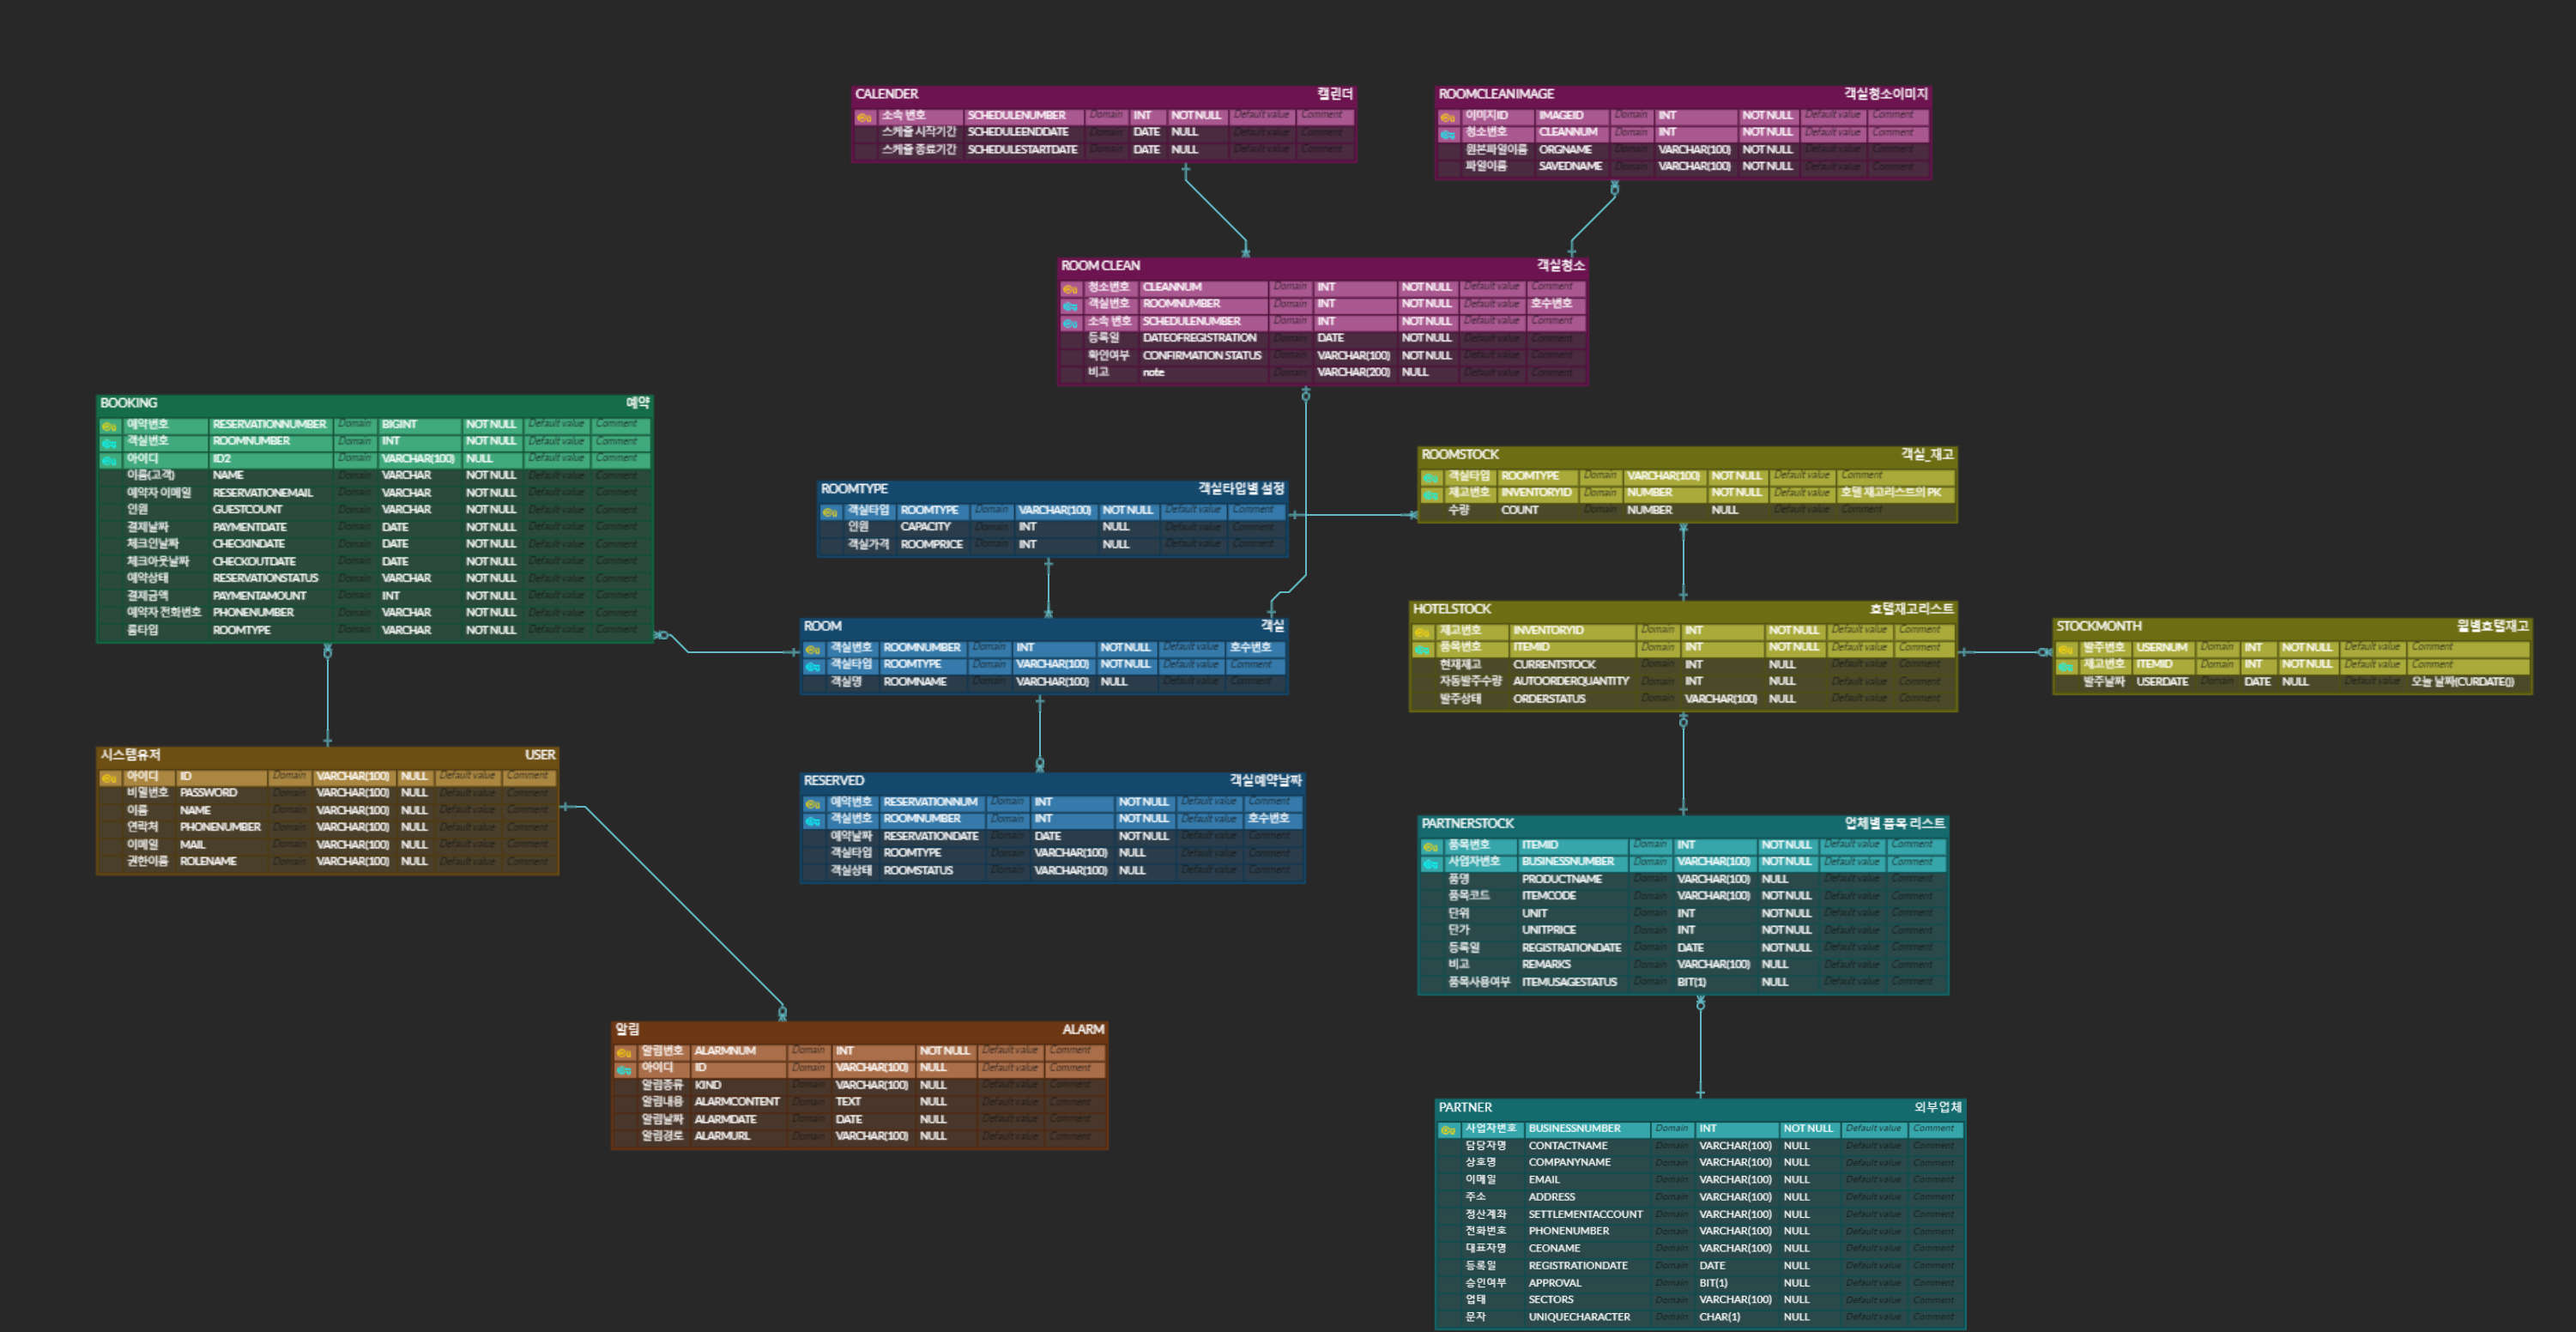 CALENDER 캘린더
소속 번호 SCHEDULENUMBER Domain INT NOT NULL Default value Comment
스케줄 시작기간 SCHEDULEENDDATE Domain DATE NULL Default value Comment
스케줄 종료기간 SCHEDULESTARTDATE Domain DATE NULL Default value Comment
ROOMCLEANIMAGE 객실청소이미지
이미지ID IMAGEID Domain INT NOT NULL Default value Comment
청소번호 CLEANNUM Domain INT NOT NULL Default value Comment
원본파일이름 ORGNAME Domain VARCHAR(100) NOT NULL Default value Comment
파일이름 SAVEDNAME Domain VARCHAR(100) NOT NULL Default value Comment
ROOM CLEAN 객실청소
청소번호 CLEANNUM Domain INT NOT NULL Default value Comment
객실번호 ROOMNUMBER Domain INT NOT NULL Default value 호수번호
소속 번호 SCHEDULENUMBER Domain INT NOT NULL Default value Comment
등록일 DATEOFREGISTRATION Domain DATE NOT NULL Default value Comment
확인여부 CONFIRMATION STATUS Domain VARCHAR(100) NOT NULL Default value Comment
비고 note Domain VARCHAR(200) NULL Default value Comment
BOOKING 예약
예약번호 RESERVATIONNUMBER Domain BIGINT NOT NULL Default value Comment
객실번호 ROOMNUMBER Domain INT NOT NULL Default value Comment
아이디 ID2 Domain VARCHAR(100) NULL Default value Comment
이름(고객) NAME Domain VARCHAR NOT NULL Default value Comment
예약자 이메일 RESERVATIONEMAIL Domain VARCHAR NOT NULL Default value Comment
인원 GUESTCOUNT Domain VARCHAR NOT NULL Default value Comment
결제날짜 PAYMENTDATE Domain DATE NOT NULL Default value Comment
체크인날짜 CHECKINDATE Domain DATE NOT NULL Default value Comment
체크아웃날짜 CHECKOUTDATE Domain DATE NOT NULL Default value Comment
예약상태 RESERVATIONSTATUS Domain VARCHAR NOT NULL Default value Comment
결제금액 PAYMENTAMOUNT Domain INT NOT NULL Default value Comment
예약자 전화번호 PHONENUMBER Domain VARCHAR NOT NULL Default value Comment
룸타입 ROOMTYPE Domain VARCHAR NOT NULL Default value Comment
ROOMTYPE 객실타입별 설정
객실타입 ROOMTYPE Domain VARCHAR(100) NOT NULL Default value Comment
인원 CAPACITY Domain INT NULL Default value Comment
객실가격 ROOMPRICE Domain INT NULL Default value Comment
ROOMSTOCK 객실_재고
객실타입 ROOMTYPE Domain VARCHAR(100) NOT NULL Default value Comment
재고번호 INVENTORYID Domain NUMBER NOT NULL Default value 호텔 재고리스트의 PK
수량 COUNT Domain NUMBER NULL Default value Comment
ROOM 객실
객실번호 ROOMNUMBER Domain INT NOT NULL Default value 호수번호
객실타입 ROOMTYPE Domain VARCHAR(100) NOT NULL Default value Comment
객실명 ROOMNAME Domain VARCHAR(100) NULL Default value Comment
HOTELSTOCK 호텔재고리스트
재고번호 INVENTORYID Domain INT NOT NULL Default value Comment
품목번호 ITEMID Domain INT NOT NULL Default value Comment
현재재고 CURRENTSTOCK Domain INT NULL Default value Comment
자동발주수량 AUTOORDERQUANTITY Domain INT NULL Default value Comment
발주상태 ORDERSTATUS Domain VARCHAR(100) NULL Default value Comment
STOCKMONTH 월별호텔재고
발주번호 USERNUM Domain INT NOT NULL Default value Comment
재고번호 ITEMID Domain INT NOT NULL Default value Comment
발주날짜 USERDATE Domain DATE NULL Default value 오늘 날짜(CURDATE())
시스템유저 USER
아이디 ID Domain VARCHAR(100) NULL Default value Comment
비밀번호 PASSWORD Domain VARCHAR(100) NULL Default value Comment
이름 NAME Domain VARCHAR(100) NULL Default value Comment
연락처 PHONENUMBER Domain VARCHAR(100) NULL Default value Comment
이메일 MAIL Domain VARCHAR(100) NULL Default value Comment
권한이름 ROLENAME Domain VARCHAR(100) NULL Default value Comment
RESERVED 객실예약날짜
예약번호 RESERVATIONNUM Domain INT NOT NULL Default value Comment
객실번호 ROOMNUMBER Domain INT NOT NULL Default value 호수번호
예약날짜 RESERVATIONDATE Domain DATE NOT NULL Default value Comment
객실타입 ROOMTYPE Domain VARCHAR(100) NULL Default value Comment
객실상태 ROOMSTATUS Domain VARCHAR(100) NULL Default value Comment
PARTNERSTOCK 업체별 품목 리스트
품목번호 ITEMID Domain INT NOT NULL Default value Comment
사업자번호 BUSINESSNUMBER Domain VARCHAR(100) NOT NULL Default value Comment
품명 PRODUCTNAME Domain VARCHAR(100) NULL Default value Comment
품목코드 ITEMCODE Domain VARCHAR(100) NOT NULL Default value Comment
단위 UNIT Domain INT NOT NULL Default value Comment
단가 UNITPRICE Domain INT NOT NULL Default value Comment
등록일 REGISTRATIONDATE Domain DATE NOT NULL Default value Comment
비고 REMARKS Domain VARCHAR(100) NULL Default value Comment
품목사용여부 ITEMUSAGESTATUS Domain BIT(1) NULL Default value Comment
알림 ALARM
알림번호 ALARMNUM Domain INT NOT NULL Default value Comment
아이디 ID Domain VARCHAR(100) NULL Default value Comment
알림종류 KIND Domain VARCHAR(100) NULL Default value Comment
알림내용 ALARMCONTENT Domain TEXT NULL Default value Comment
알림날짜 ALARMDATE Domain DATE NULL Default value Comment
알림경로 ALARMURL Domain VARCHAR(100) NULL Default value Comment
PARTNER 외부업체
사업자번호 BUSINESSNUMBER Domain INT NOT NULL Default value Comment
담당자명 CONTACTNAME Domain VARCHAR(100) NULL Default value Comment
상호명 COMPANYNAME Domain VARCHAR(100) NULL Default value Comment
이메일 EMAIL Domain VARCHAR(100) NULL Default value Comment
주소 ADDRESS Domain VARCHAR(100) NULL Default value Comment
정산계좌 SETTLEMENTACCOUNT Domain VARCHAR(100) NULL Default value Comment
전화번호 PHONENUMBER Domain VARCHAR(100) NULL Default value Comment
대표자명 CEONAME Domain VARCHAR(100) NULL Default value Comment
등록일 REGISTRATIONDATE Domain DATE NULL Default value Comment
승인여부 APPROVAL Domain BIT(1) NULL Default value Comment
업태 SECTORS Domain VARCHAR(100) NULL Default value Comment
문자 UNIQUECHARACTER Domain CHAR(1) NULL Default value Comment